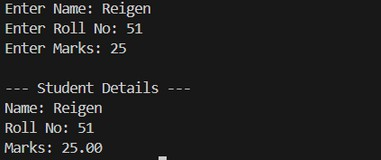 Enter Name: Reigen
Enter Roll No: 51
Enter Marks: 25
--- Student Details ---
Name: Reigen
Roll No: 51
Marks: 25.00